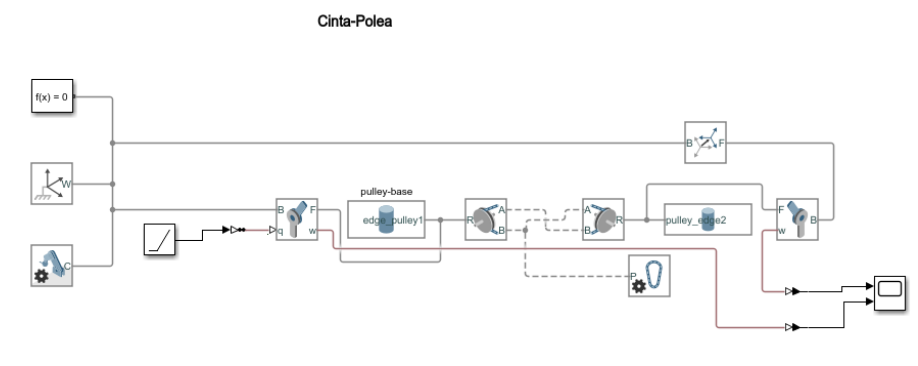 Cinta-Polea
f(x) = 0
B F
W
pulley-base
B F
edge_pulley1
R A
A
pulley_edge2
F
q w
B
B R
w B
C
P